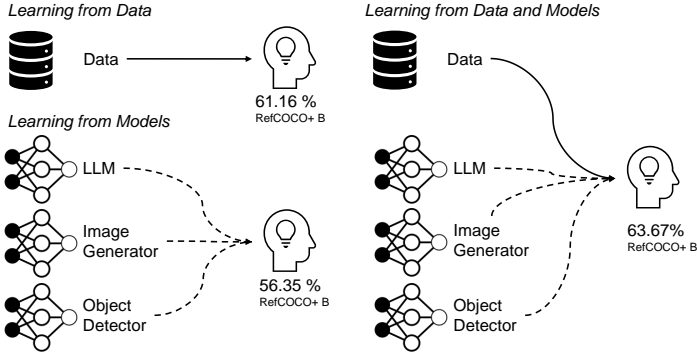 Learning from Data
Data
61.16 %
RefCOCO+ B
Learning from Models
LLM
Image
Generator
Object
Detector
56.35 %
RefCOCO+ B
Learning from Data and Models
Data
LLM
Image
Generator
Object
Detector
63.67%
RefCOCO+ B